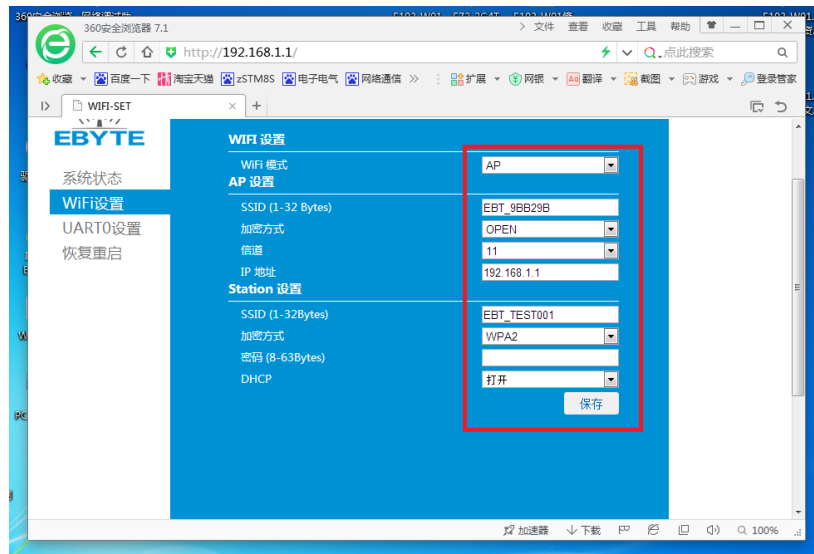 360安全浏览器 7.1
文件 查看 收藏 工具 帮助
http://192.168.1.1/
点此搜索
收藏 百度一下 淘宝天猫 zSTM8S 电子电气 网络通信 扩展 网银 翻译 截图 游戏 登录管家
WIFI-SET
EBYTE
系统状态
WiFi设置
UART0设置
恢复重启
WIFI 设置
WiFi 模式 AP
AP 设置
SSID (1-32 Bytes) EBT_9BB29B
加密方式 OPEN
信道 11
IP 地址 192.168.1.1
Station 设置
SSID (1-32Bytes) EBT_TEST001
加密方式 WPA2
密码 (8-63Bytes)
DHCP 打开
保存
加速器 下载 100%